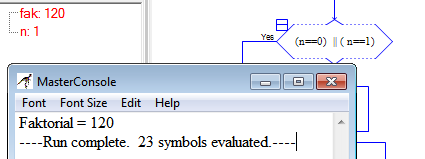 fak: 120
n: 1
Yes
(n==0) || ( n==1)
MasterConsole
Font Font Size Edit Help
Faktorial = 120
----Run complete. 23 symbols evaluated.----